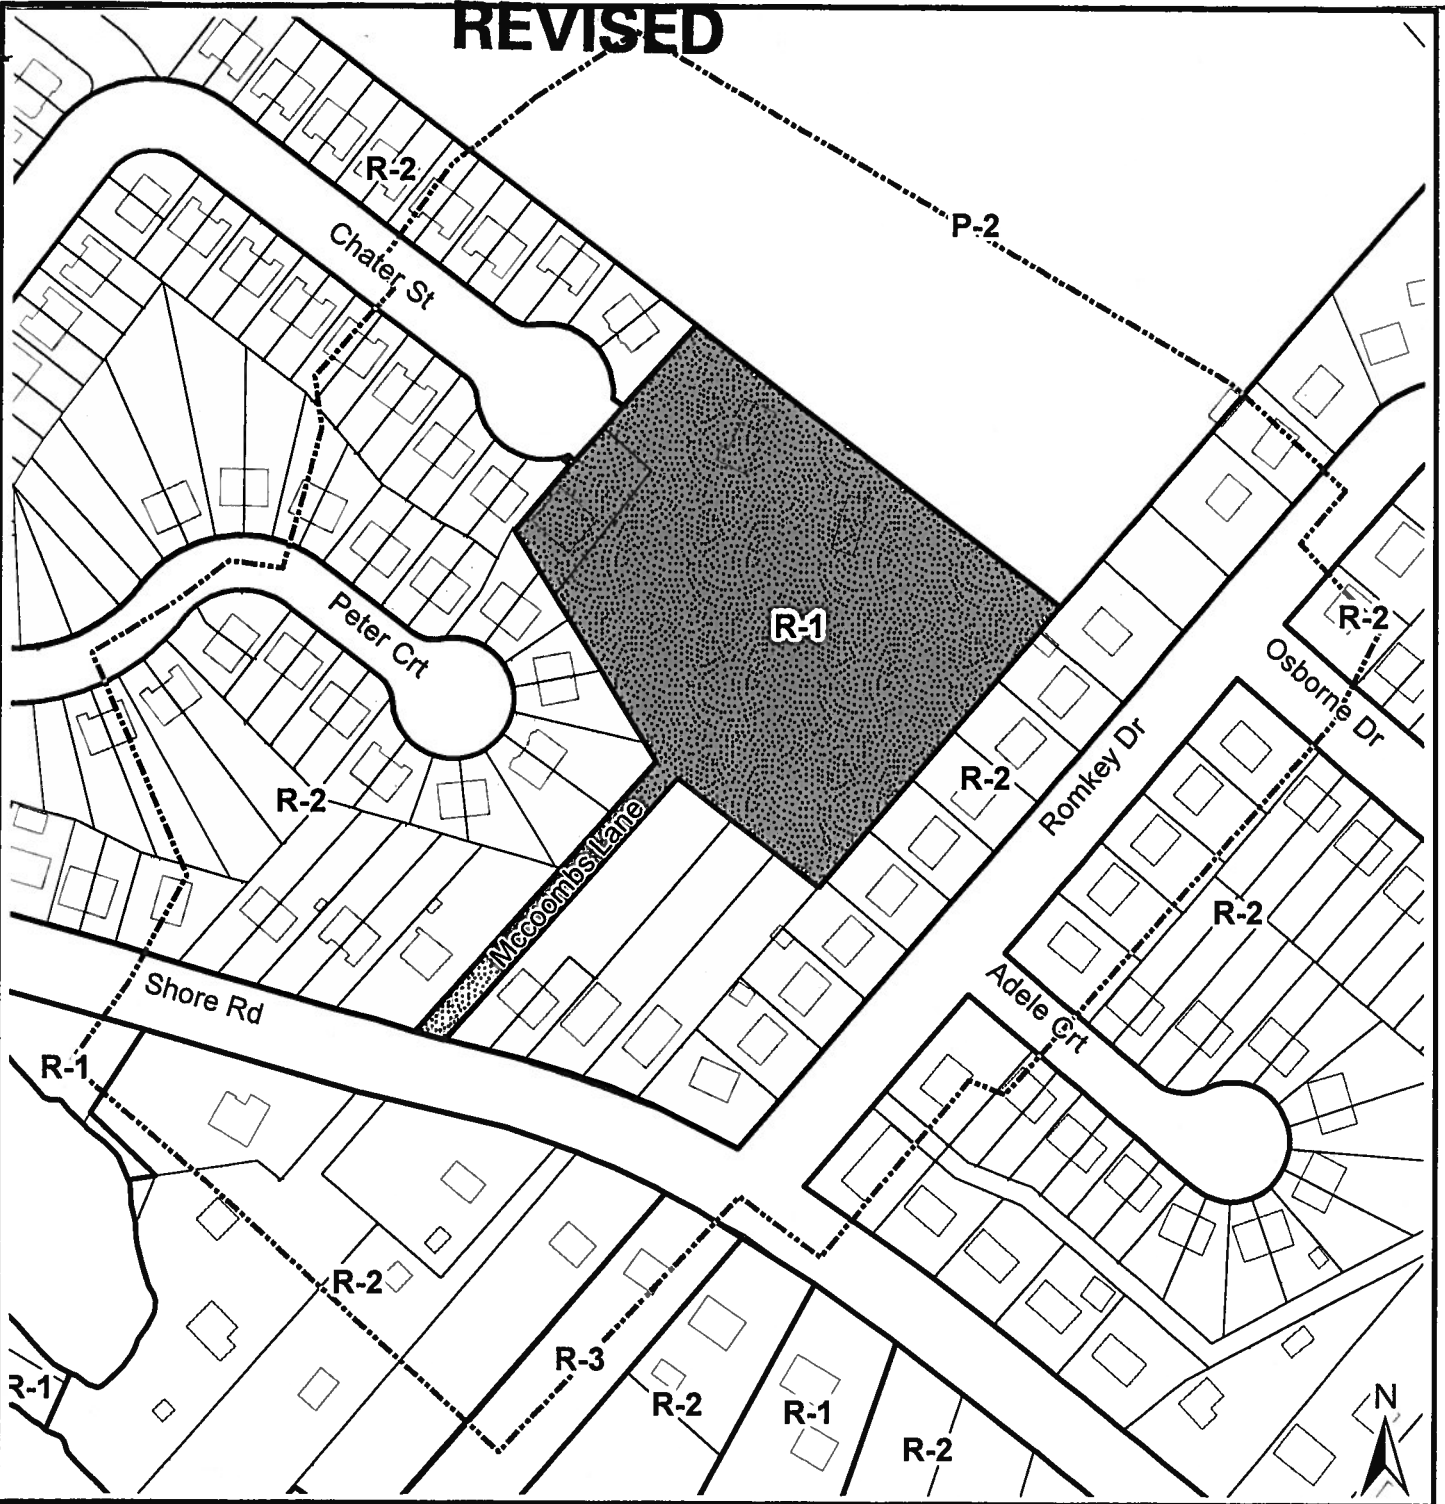 REVISED
R-2
P-2
Chater St
R-1
R-2
Peter Crt
Osborne Dr
R-2
Romkey Dr
R-2
Mccoombs Lane
R-2
Shore Rd
Adele Crt
R-1
R-2
R-3
R-1
R-2
R-1
R-2
N